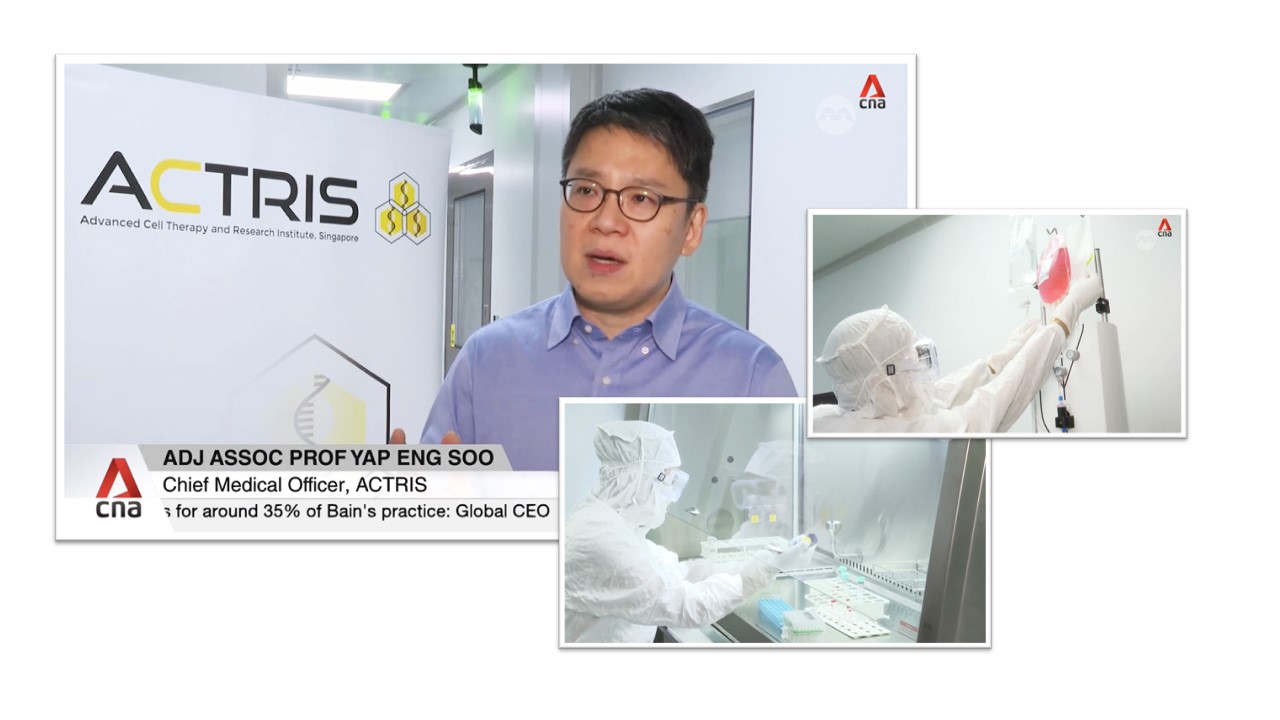 ACTRIS
Advanced Cell Therapy and Research Institute, Singapore
cna
ADJ ASSOC PROF YAP ENG SOO
Chief Medical Officer, ACTRIS
cna
s for around 35% of Bain's practice: Global CEO
cna